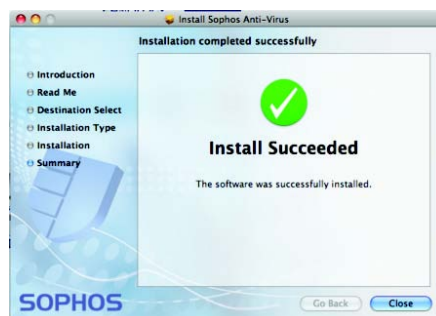 Install Sophos Anti-Virus
Installation completed successfully
Introduction
Read Me
Destination Select
Installation Type
Installation
Summary
Install Succeeded
The software was successfully installed.
SOPHOS
Go Back
Close